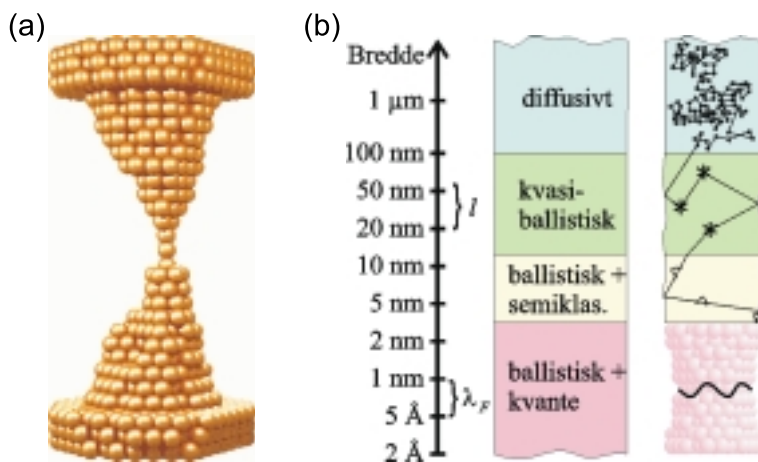 (a)
(b)
Bredde
1 µm
100 nm
50 nm
20 nm
10 nm
5 nm
2 nm
1 nm
5 Å
2 Å
l
λF
diffusivt
kvasi-
ballistisk
ballistisk +
semiklas.
ballistisk +
kvante